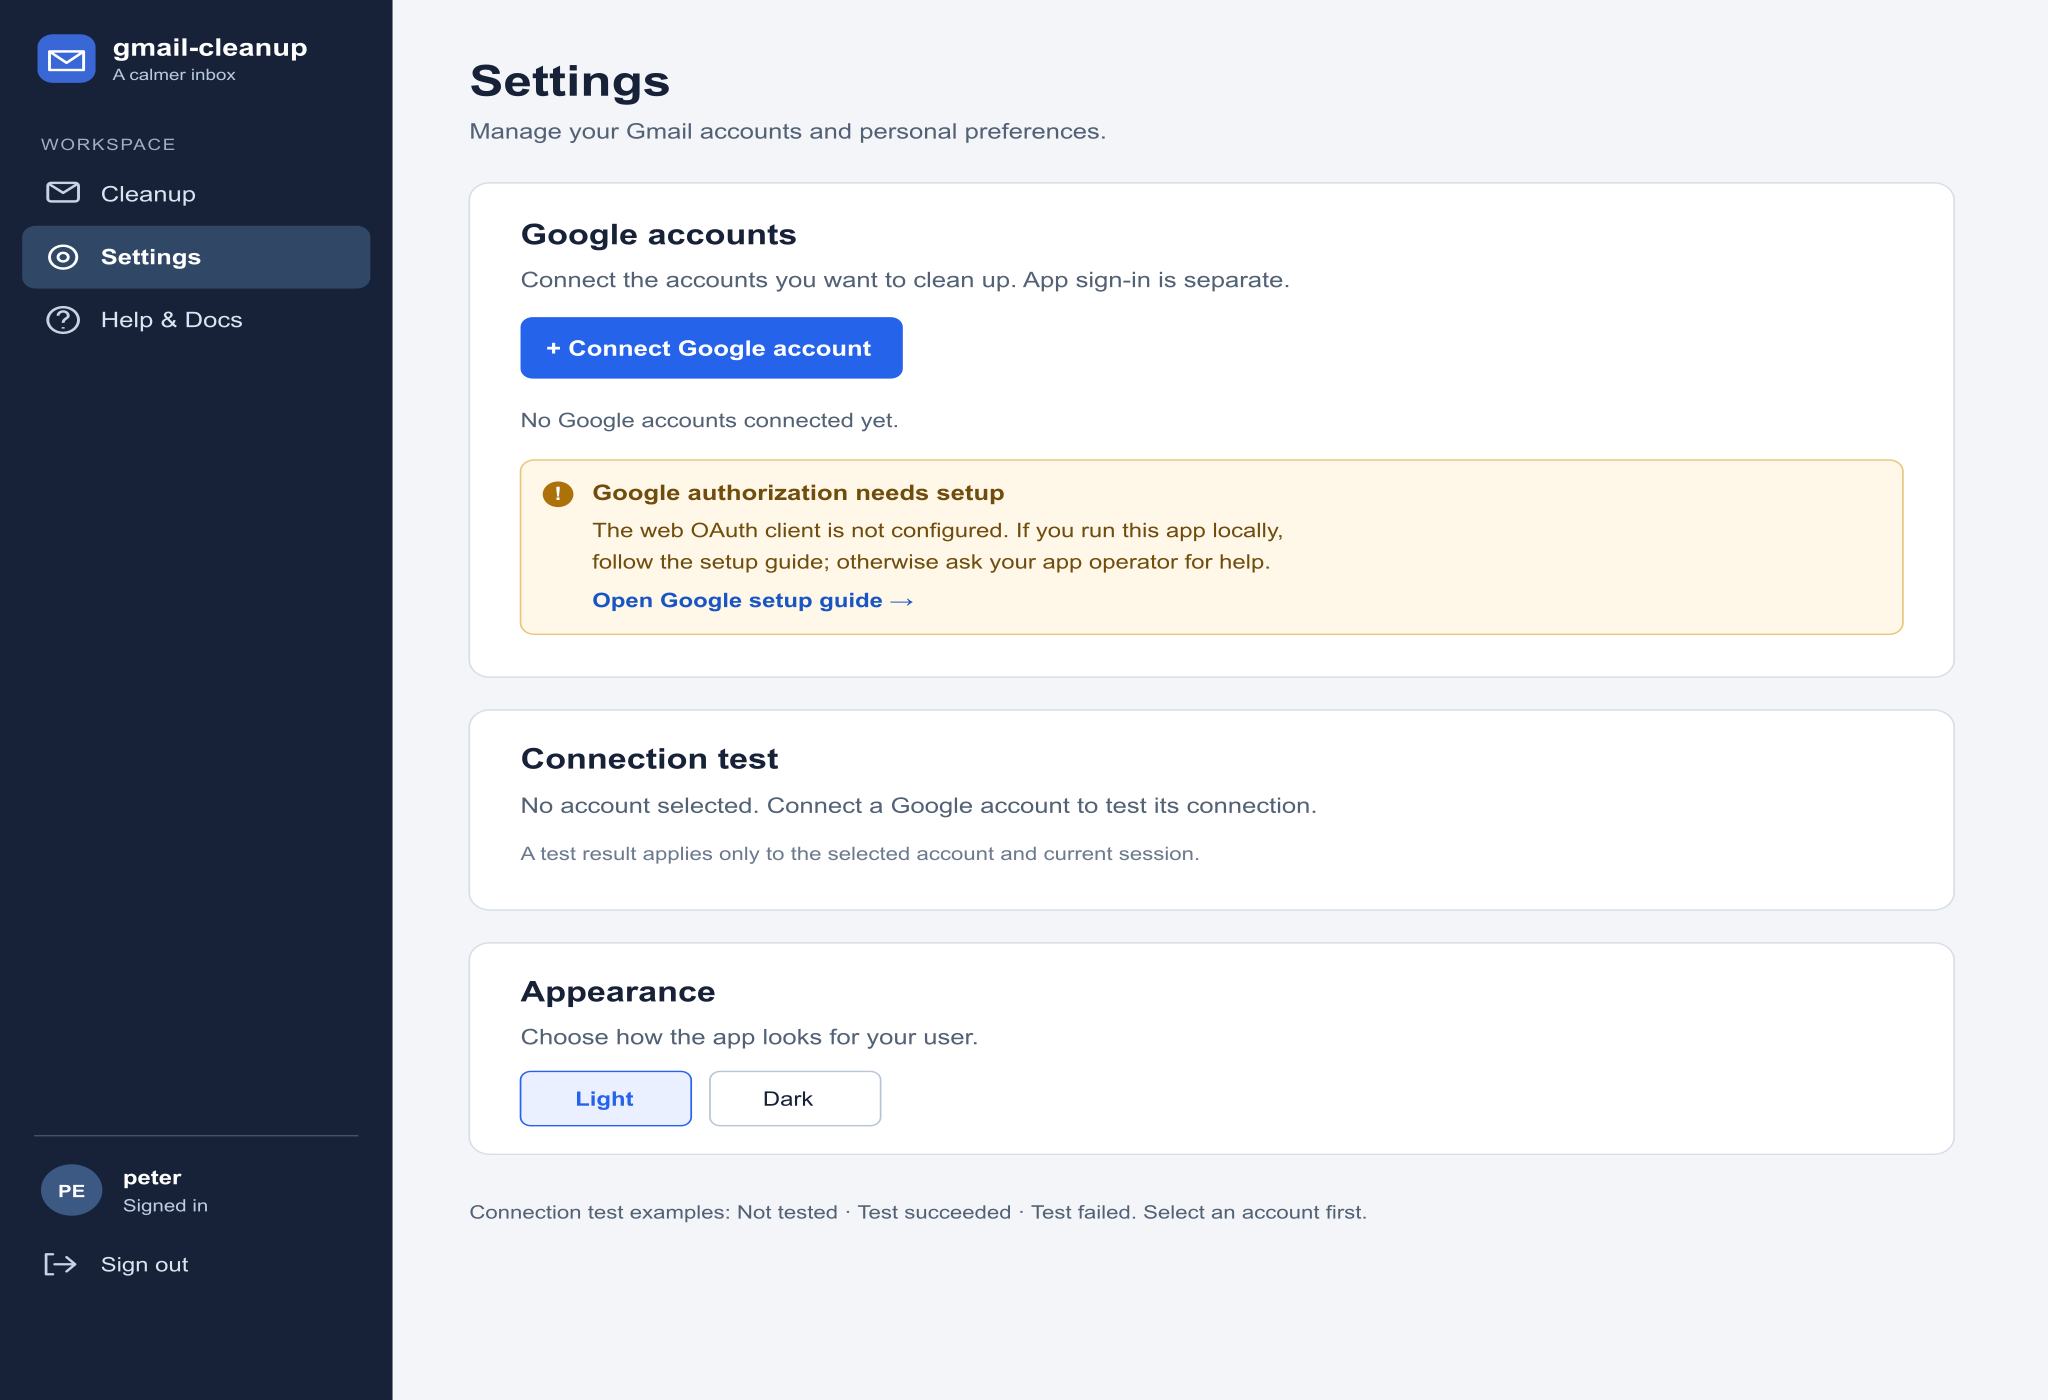 gmail-cleanup
A calmer inbox
WORKSPACE
Cleanup
Settings
Help & Docs
peter
PE
Signed in
Sign out
Settings
Manage your Gmail accounts and personal preferences.
Google accounts
Connect the accounts you want to clean up. App sign-in is separate.
+ Connect Google account
No Google accounts connected yet.
! Google authorization needs setup
The web OAuth client is not configured. If you run this app locally,
follow the setup guide; otherwise ask your app operator for help.
Open Google setup guide →
Connection test
No account selected. Connect a Google account to test its connection.
A test result applies only to the selected account and current session.
Appearance
Choose how the app looks for your user.
Light
Dark
Connection test examples: Not tested · Test succeeded · Test failed. Select an account first.